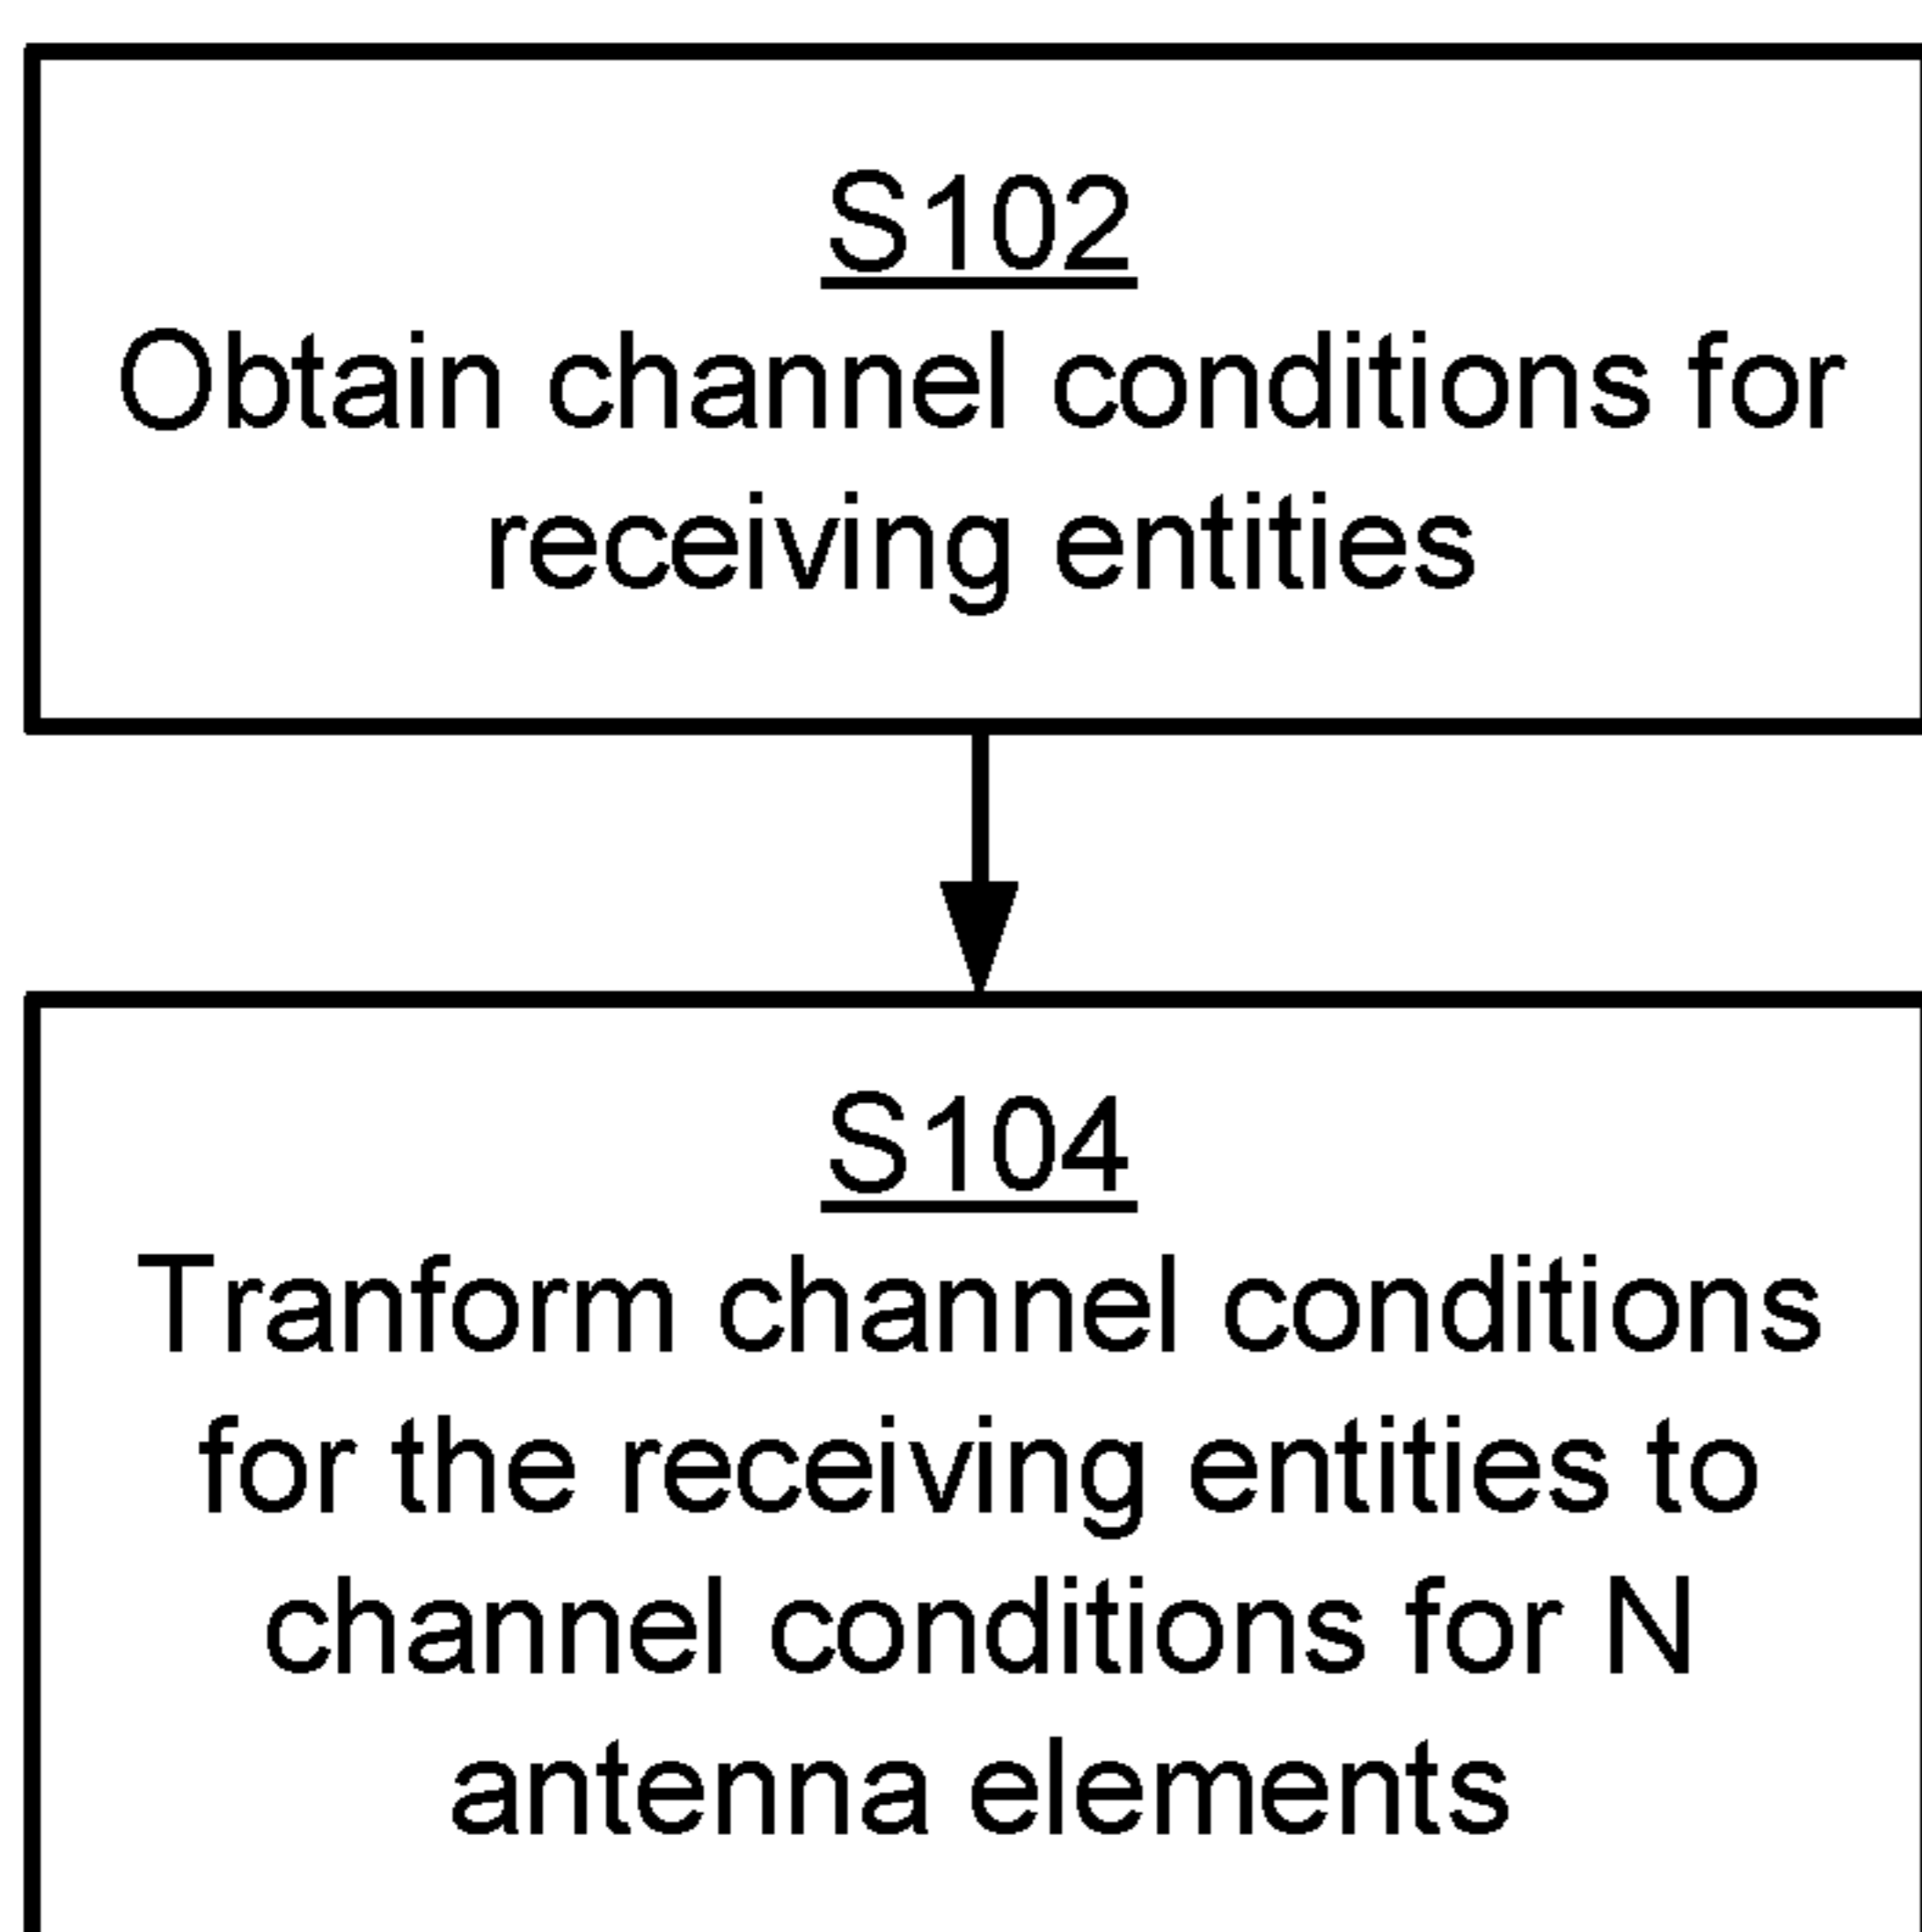 S102
Obtain channel conditions for
receiving entities
S104
Tranform channel conditions
for the receiving entities to
channel conditions for N
antenna elements